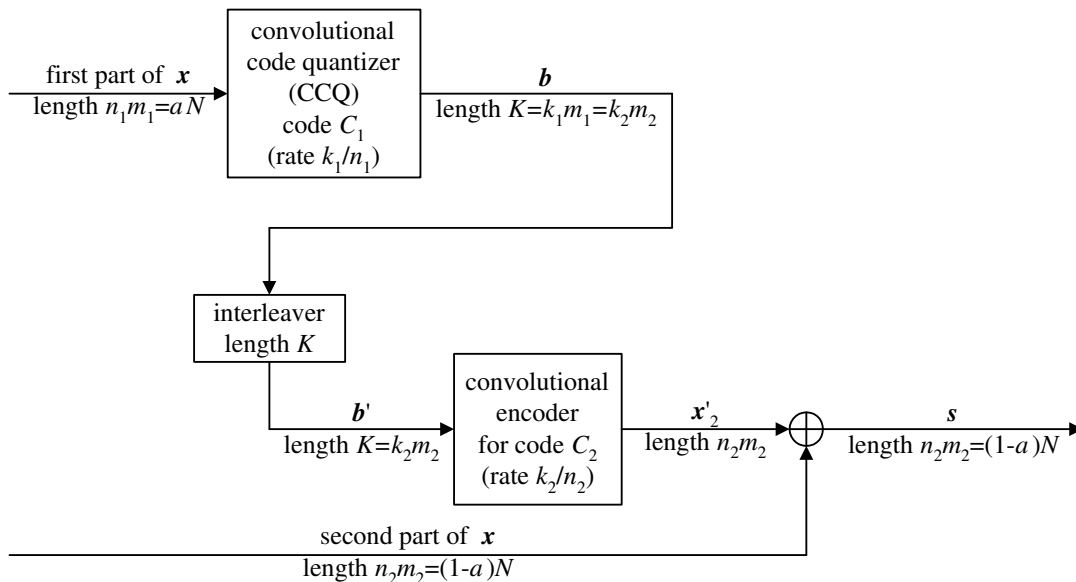 first part of x
length n₁m₁=aN
convolutional
code quantizer
(CCQ)
code C₁
(rate k₁/n₁)
b
length K=k₁m₁=k₂m₂
interleaver
length K
b'
length K=k₂m₂
convolutional
encoder
for code C₂
(rate k₂/n₂)
x'₂
length n₂m₂
s
length n₂m₂=(1-a)N
second part of x
length n₂m₂=(1-a)N